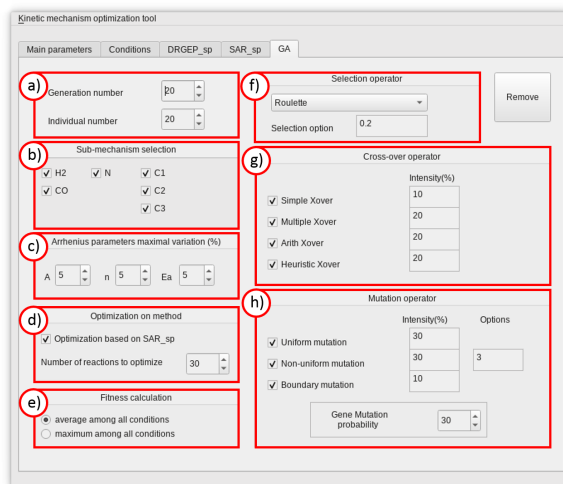 Kinetic mechanism optimization tool
Main parameters Conditions DRGEP_sp SAR_sp GA
a)
Generation number 20
Individual number 20
b)
Sub-mechanism selection
H2 N C1
CO C2
C3
c)
Arrhenius parameters maximal variation (%)
A 5 n 5 Ea 5
d)
Optimization on method
Optimization based on SAR_sp
Number of reactions to optimize 30
e)
Fitness calculation
average among all conditions
maximum among all conditions
f)
Selection operator
Roulette
Selection option 0.2
Remove
g)
Cross-over operator
Intensity(%)
Simple Xover 10
Multiple Xover 20
Arith Xover 20
Heuristic Xover 20
h)
Mutation operator
Intensity(%) Options
Uniform mutation 30
Non-uniform mutation 30 3
Boundary mutation 10
Gene Mutation
probability 30